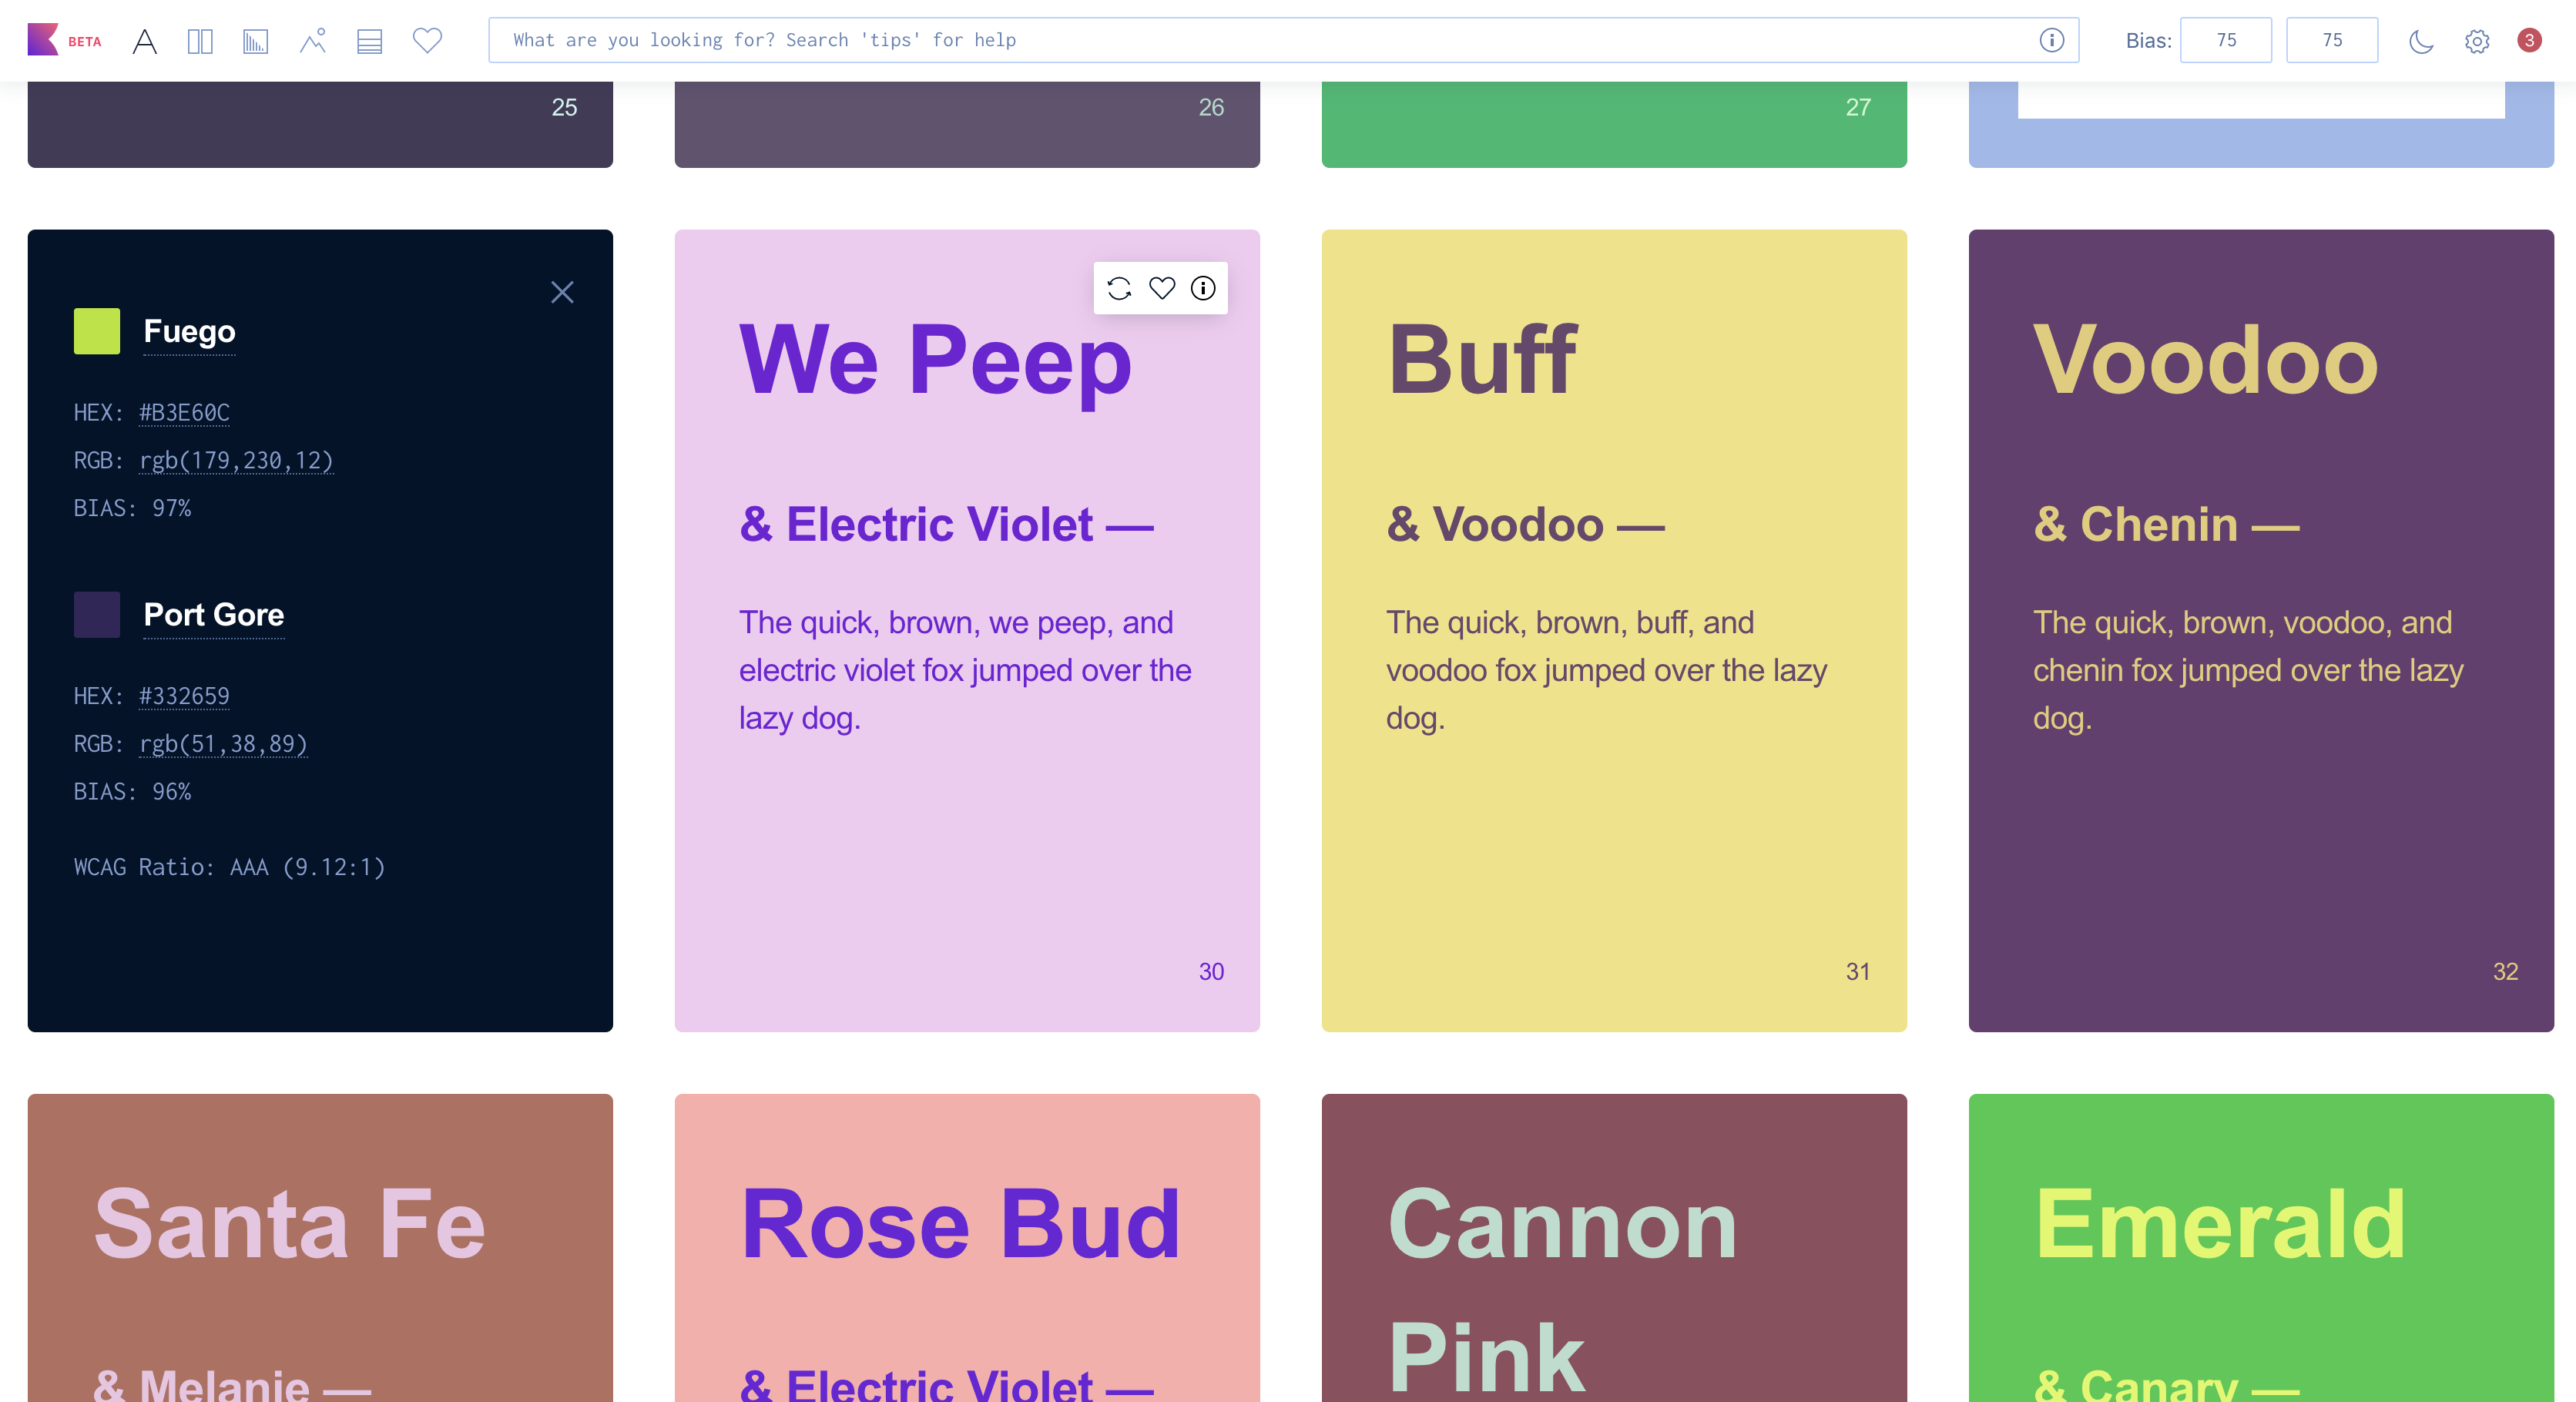 BETA
What are you looking for? Search 'tips' for help
Bias: 75 75
3
25
26
27
Fuego
HEX: #B3E60C
RGB: rgb(179,230,12)
BIAS: 97%
Port Gore
HEX: #332659
RGB: rgb(51,38,89)
BIAS: 96%
WCAG Ratio: AAA (9.12:1)
We Peep
& Electric Violet —
The quick, brown, we peep, and
electric violet fox jumped over the
lazy dog.
30
Buff
& Voodoo —
The quick, brown, buff, and
voodoo fox jumped over the lazy
dog.
31
Voodoo
& Chenin —
The quick, brown, voodoo, and
chenin fox jumped over the lazy
dog.
32
Santa Fe
& Melanie —
Rose Bud
& Electric Violet —
Cannon
Pink
Emerald
& Canary —